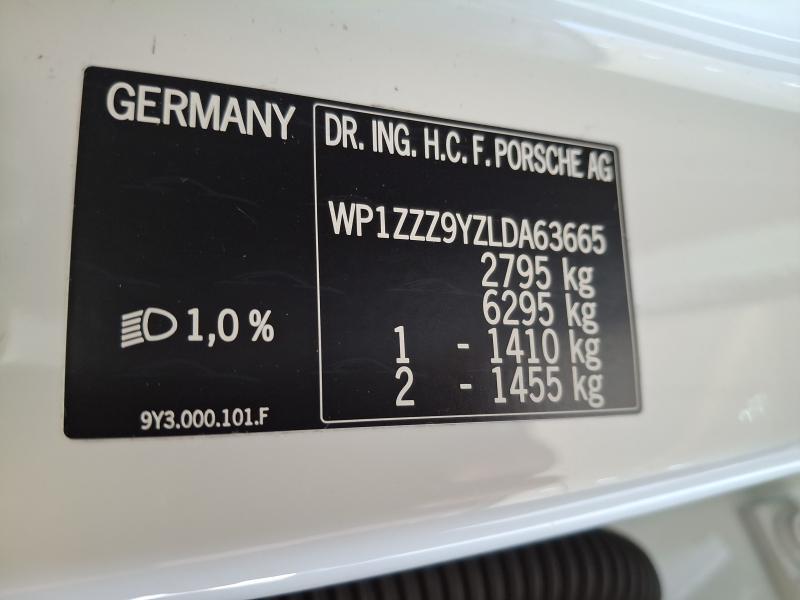 GERMANY
1,0 %
9Y3.000.101.F
DR. ING. H.C. F. PORSCHE AG
WP1ZZZ9YZLDA63665
2795 kg
6295 kg
1 - 1410 kg
2 - 1455 kg